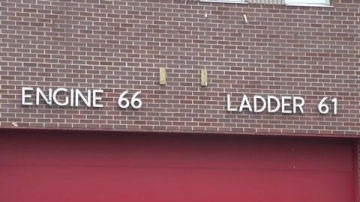 ENGINE 66 LADDER 61